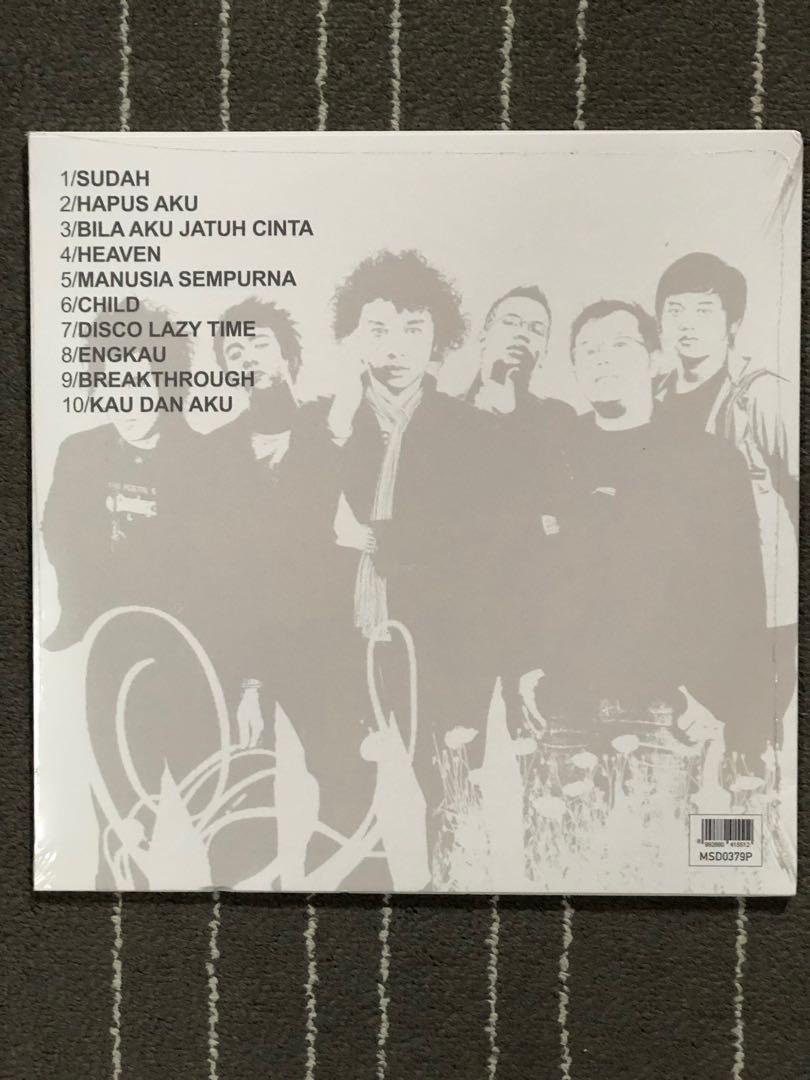 1/SUDAH
2/HAPUS AKU
3/BILA AKU JATUH CINTA
4/HEAVEN
5/MANUSIA SEMPURNA
6/CHILD
7/DISCO LAZY TIME
8/ENGKAU
9/BREAKTHROUGH
10/KAU DAN AKU
MSD0379P